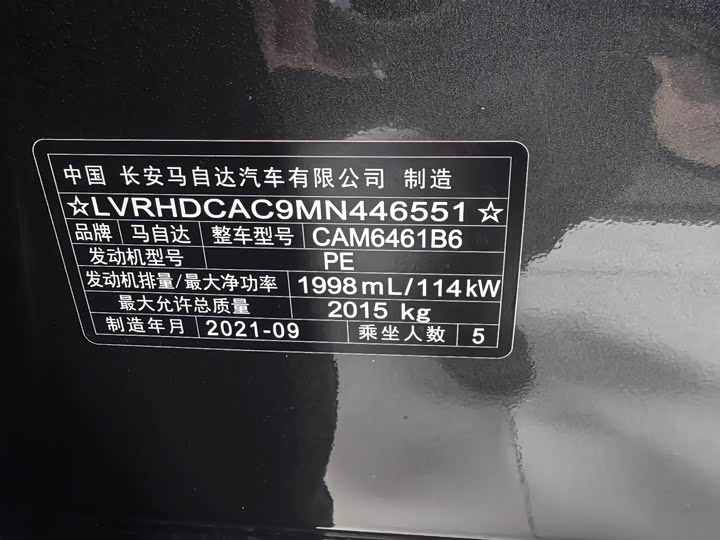 中国 长安马自达汽车有限公司 制造
☆LVRHDCAC9MN446551☆
品牌 马自达 整车型号 CAM6461B6
发动机型号 PE
发动机排量/最大净功率 1998mL/114kW
最大允许总质量 2015 kg
制造年月 2021-09 乘坐人数 5